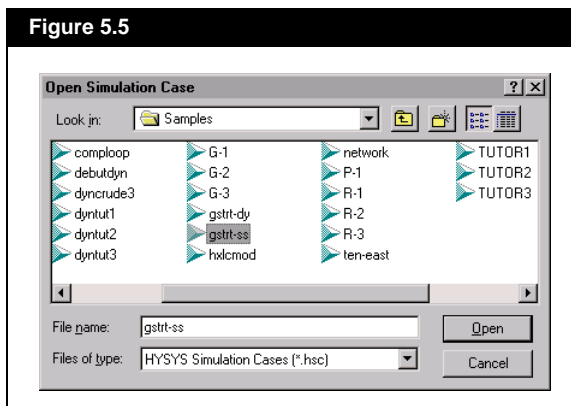 Figure 5.5
Open Simulation Case
Look in: Samples
comploop G-1 network TUTOR1
debutdyn G-2 P-1 TUTOR2
dyncrude3 G-3 R-1 TUTOR3
dyntut1 gstrt-dy R-2
dyntut2 gstrt-ss R-3
dyntut3 hxlcmod ten-east
File name: gstrt-ss Open
Files of type: HYSYS Simulation Cases (*.hsc) Cancel